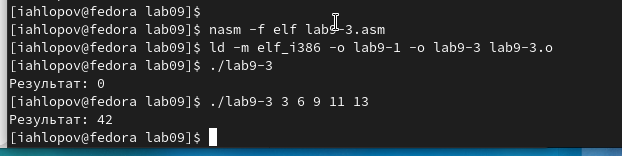 [iahlopov@fedora lab09]$
[iahlopov@fedora lab09]$ nasm -f elf lab9-3.asm
[iahlopov@fedora lab09]$ ld -m elf_i386 -o lab9-1 -o lab9-3 lab9-3.o
[iahlopov@fedora lab09]$ ./lab9-3
Результат: 0
[iahlopov@fedora lab09]$ ./lab9-3 3 6 9 11 13
Результат: 42
[iahlopov@fedora lab09]$